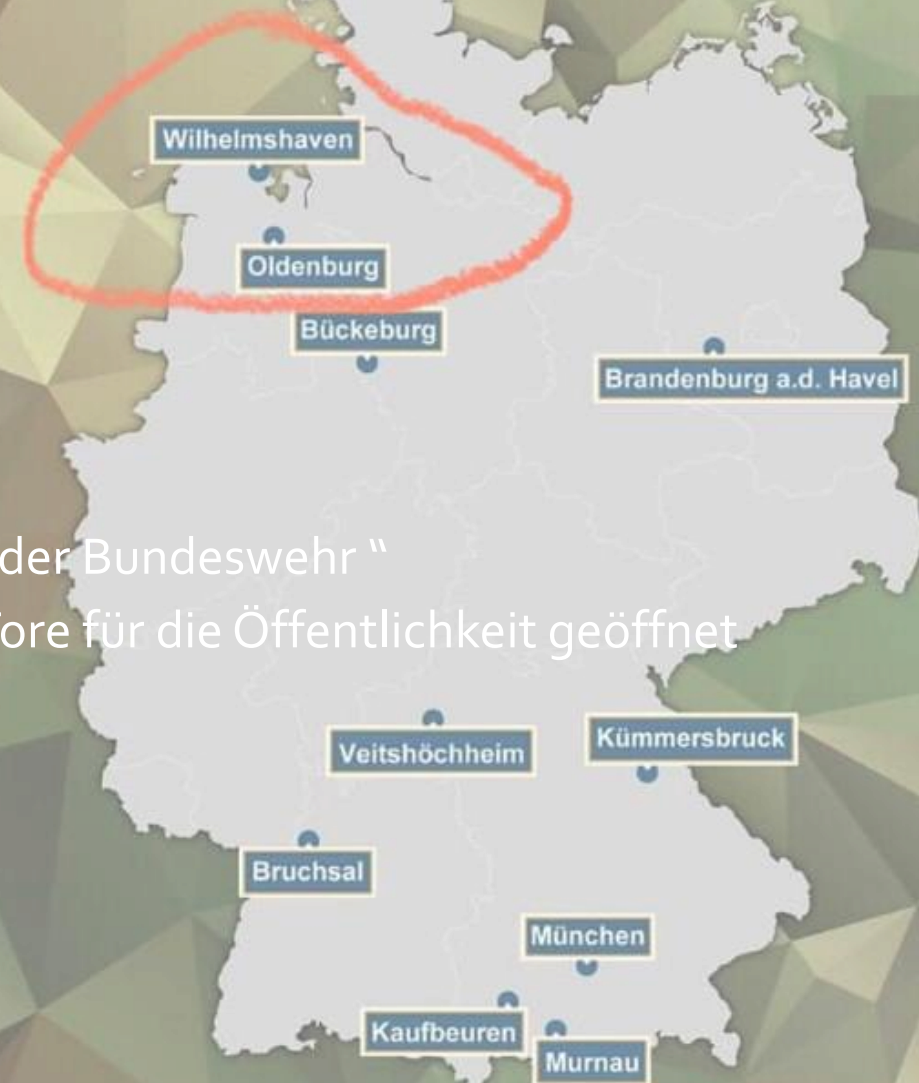 Wilhelmshaven
Oldenburg
Bückeburg
Brandenburg a.d. Havel
der Bundeswehr “
ore für die Öffentlichkeit geöffnet
Veitshöchheim
Kümmersbruck
Bruchsal
München
Kaufbeuren
Murnau